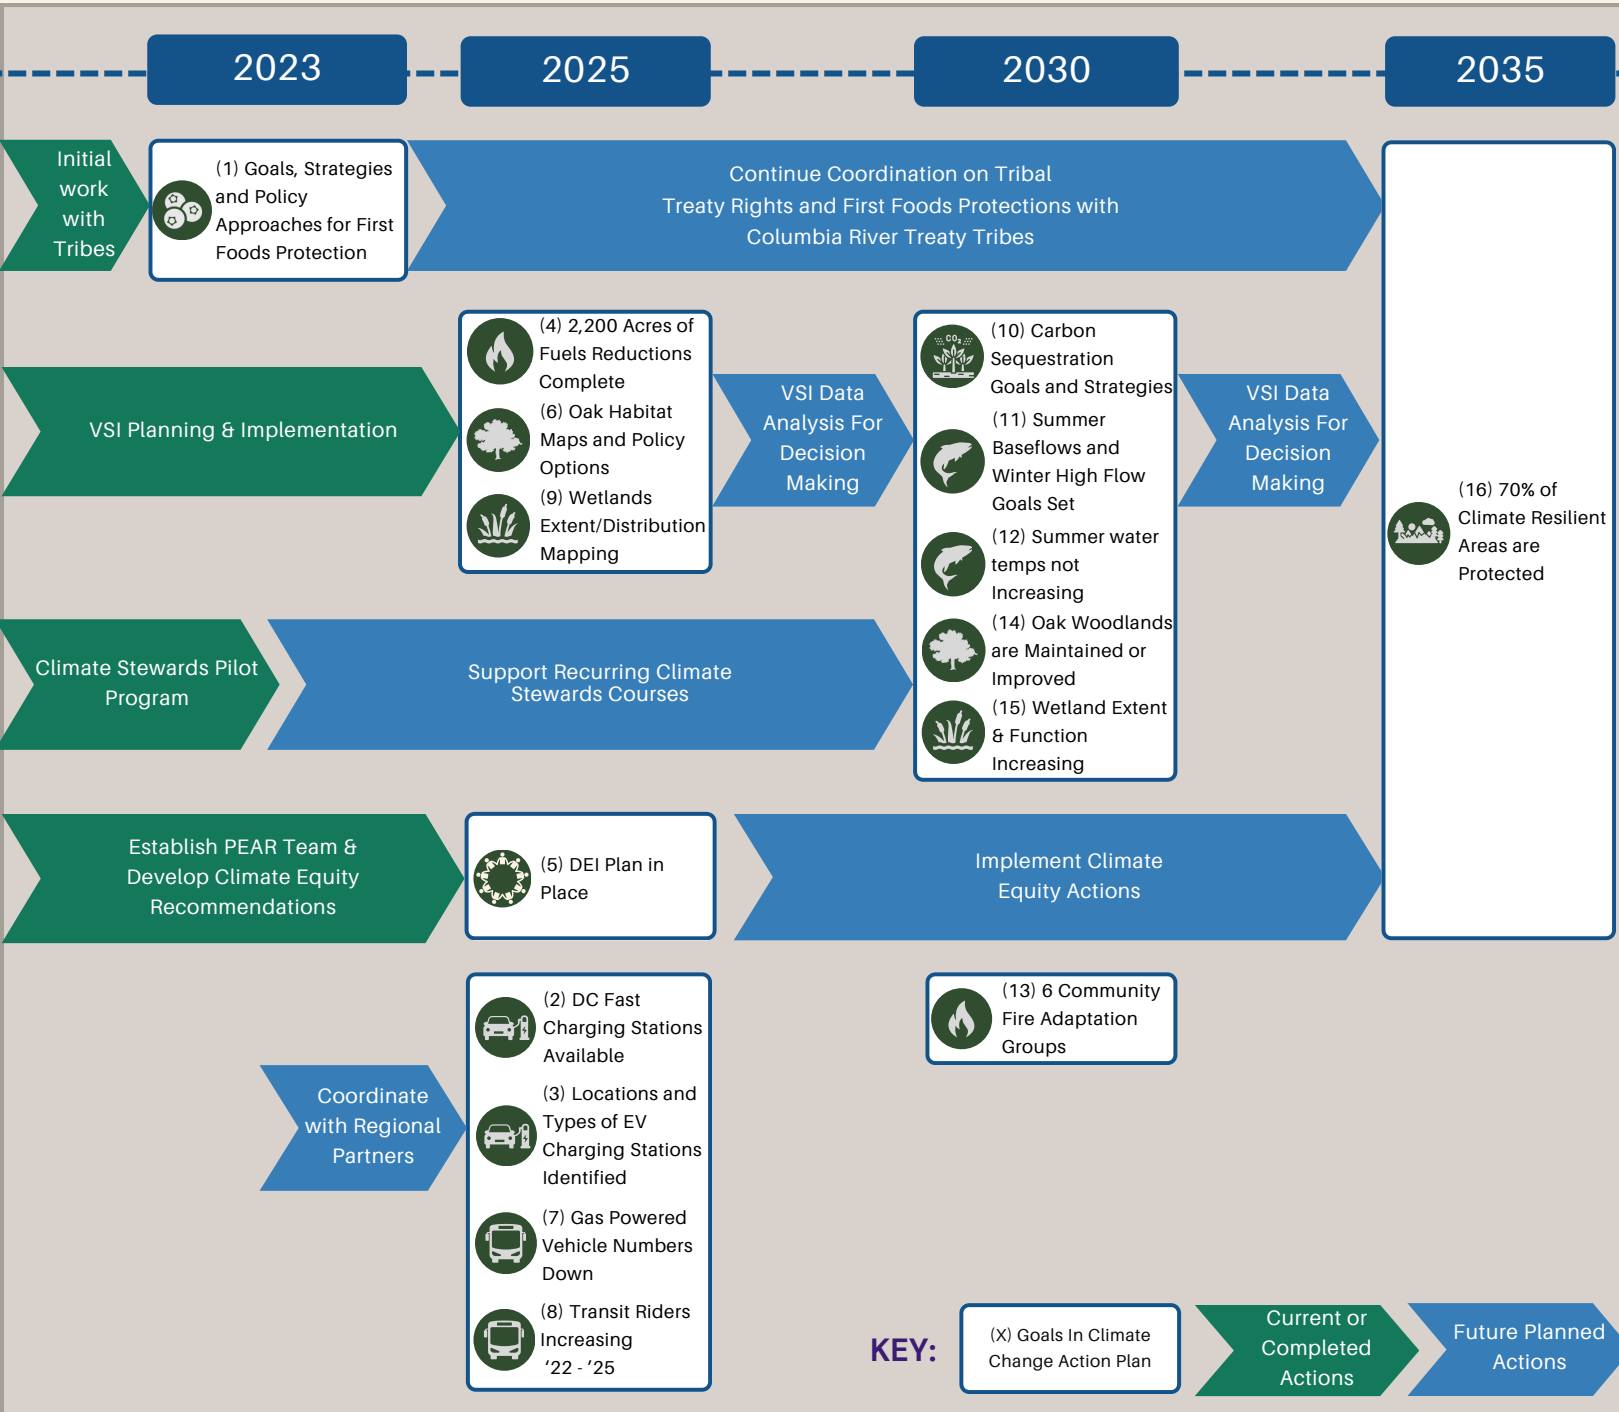 2023
2025
2030
2035
Initial
work
with
Tribes
(1) Goals, Strategies
and Policy
Approaches for First
Foods Protection
Continue Coordination on Tribal
Treaty Rights and First Foods Protections with
Columbia River Treaty Tribes
VSI Planning & Implementation
(4) 2,200 Acres of
Fuels Reductions
Complete
(6) Oak Habitat
Maps and Policy
Options
(9) Wetlands
Extent/Distribution
Mapping
VSI Data
Analysis For
Decision
Making
CO₂
(10) Carbon
Sequestration
Goals and Strategies
(11) Summer
Baseflows and
Winter High Flow
Goals Set
(12) Summer water
temps not
Increasing
(14) Oak Woodlands
are Maintained or
Improved
(15) Wetland Extent
& Function
Increasing
VSI Data
Analysis For
Decision
Making
(16) 70% of
Climate Resilient
Areas are
Protected
Climate Stewards Pilot
Program
Support Recurring Climate
Stewards Courses
Establish PEAR Team &
Develop Climate Equity
Recommendations
(5) DEI Plan in
Place
Implement Climate
Equity Actions
Coordinate
with Regional
Partners
(2) DC Fast
Charging Stations
Available
(3) Locations and
Types of EV
Charging Stations
Identified
(7) Gas Powered
Vehicle Numbers
Down
(8) Transit Riders
Increasing
‘22 - ’25
(13) 6 Community
Fire Adaptation
Groups
KEY:
(X) Goals In Climate
Change Action Plan
Current or
Completed
Actions
Future Planned
Actions